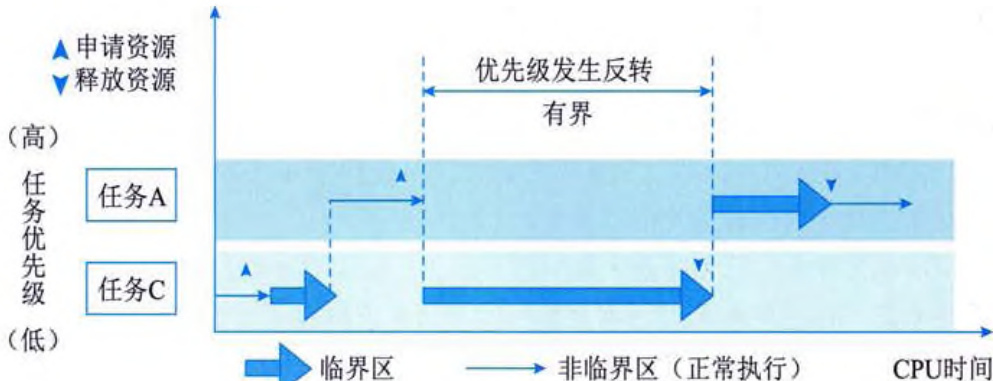 申请资源
释放资源
优先级发生反转
有界
（高）
任务优先级
任务A
任务C
（低）
临界区
非临界区（正常执行）
CPU时间